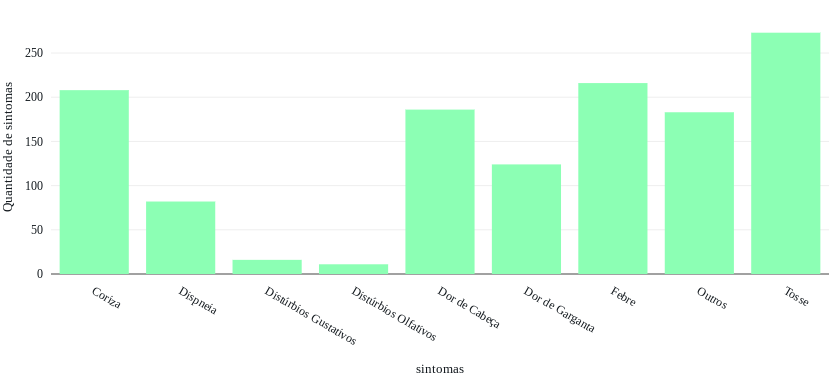 Quantidade de sintomas
250
200
150
100
50
0
Coriza
Dispneia
Distúrbios Gustativos
Distúrbios Olfativos
Dor de Cabeça
Dor de Garganta
Febre
Outros
Tosse
sintomas